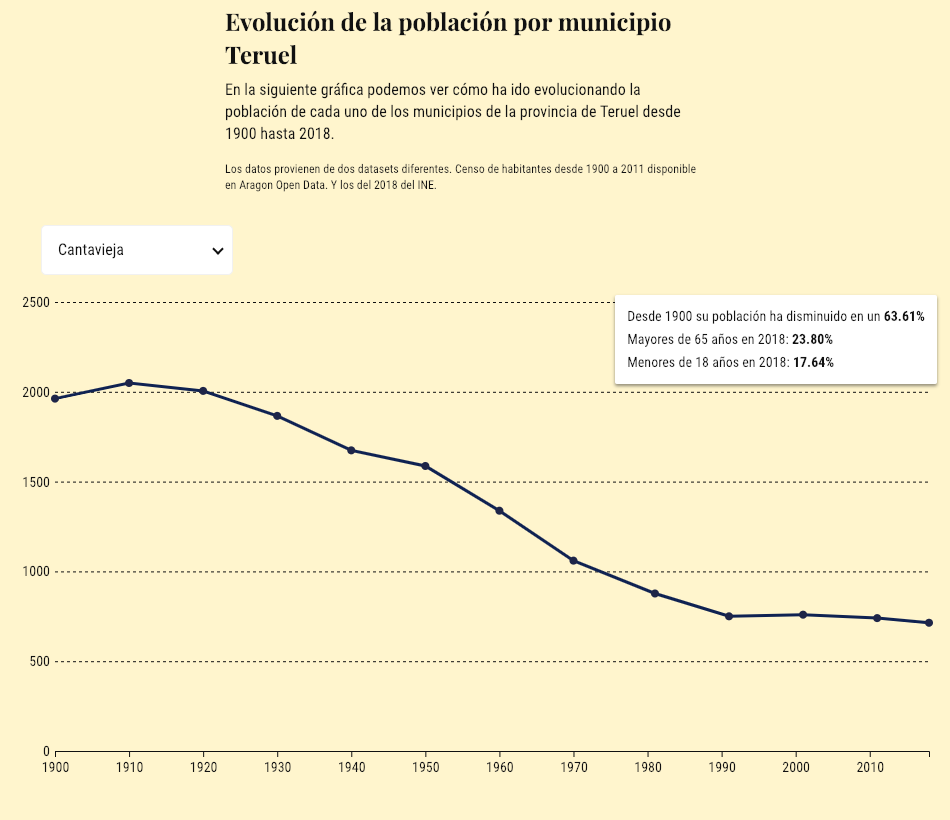 Evolución de la población por municipio
Teruel
En la siguiente gráfica podemos ver cómo ha ido evolucionando la
población de cada uno de los municipios de la provincia de Teruel desde
1900 hasta 2018.
Los datos provienen de dos datasets diferentes. Censo de habitantes desde 1900 a 2011 disponible
en Aragon Open Data. Y los del 2018 del INE.
Cantavieja
Desde 1900 su población ha disminuido en un 63.61%
Mayores de 65 años en 2018: 23.80%
Menores de 18 años en 2018: 17.64%
2500
2000
1500
1000
500
0
1900 1910 1920 1930 1940 1950 1960 1970 1980 1990 2000 2010